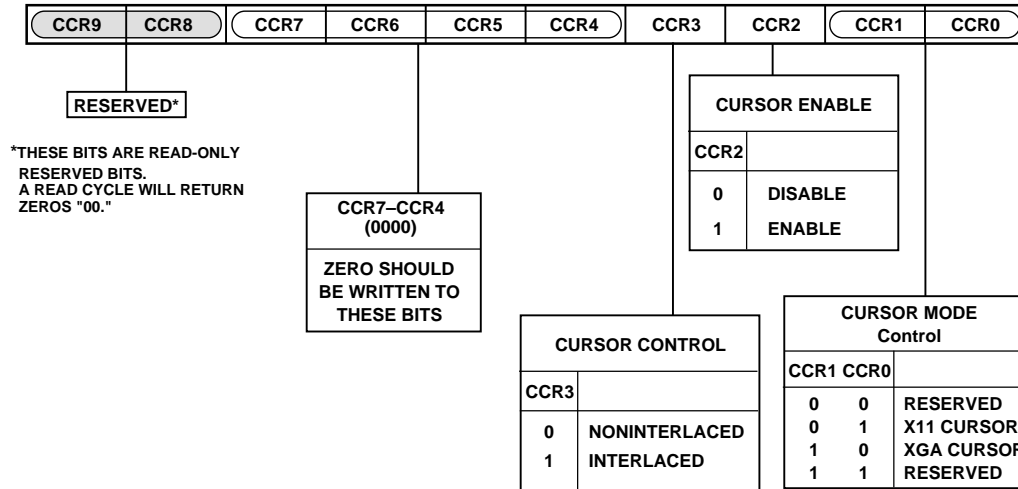 CCR9 CCR8 CCR7 CCR6 CCR5 CCR4 CCR3 CCR2 CCR1 CCR0
RESERVED*
*THESE BITS ARE READ-ONLY
RESERVED BITS.
A READ CYCLE WILL RETURN
ZEROS "00."
CCR7–CCR4
(0000)
ZERO SHOULD
BE WRITTEN TO
THESE BITS
CURSOR ENABLE
CCR2
0 DISABLE
1 ENABLE
CURSOR CONTROL
CCR3
0 NONINTERLACED
1 INTERLACED
CURSOR MODE
Control
CCR1 CCR0
0 0 RESERVED
0 1 X11 CURSOR
1 0 XGA CURSOR
1 1 RESERVED